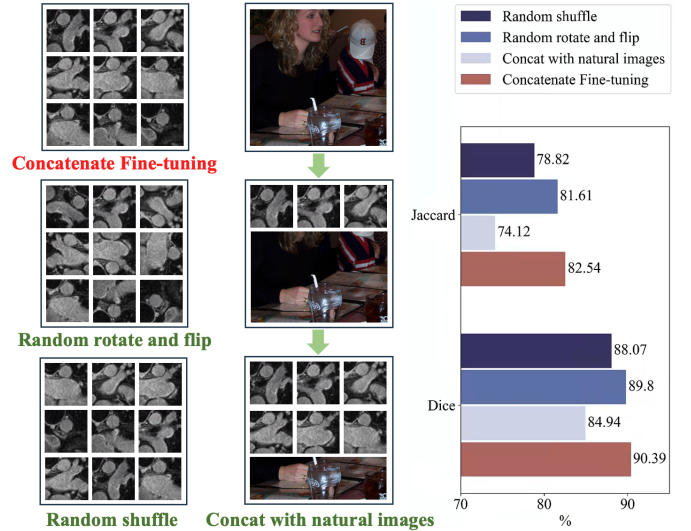 Concatenate Fine-tuning
Random rotate and flip
Random shuffle
Concat with natural images
Random shuffle
Random rotate and flip
Concat with natural images
Concatenate Fine-tuning
Jaccard
78.82
81.61
74.12
82.54
Dice
88.07
89.8
84.94
90.39
70
80
90
%